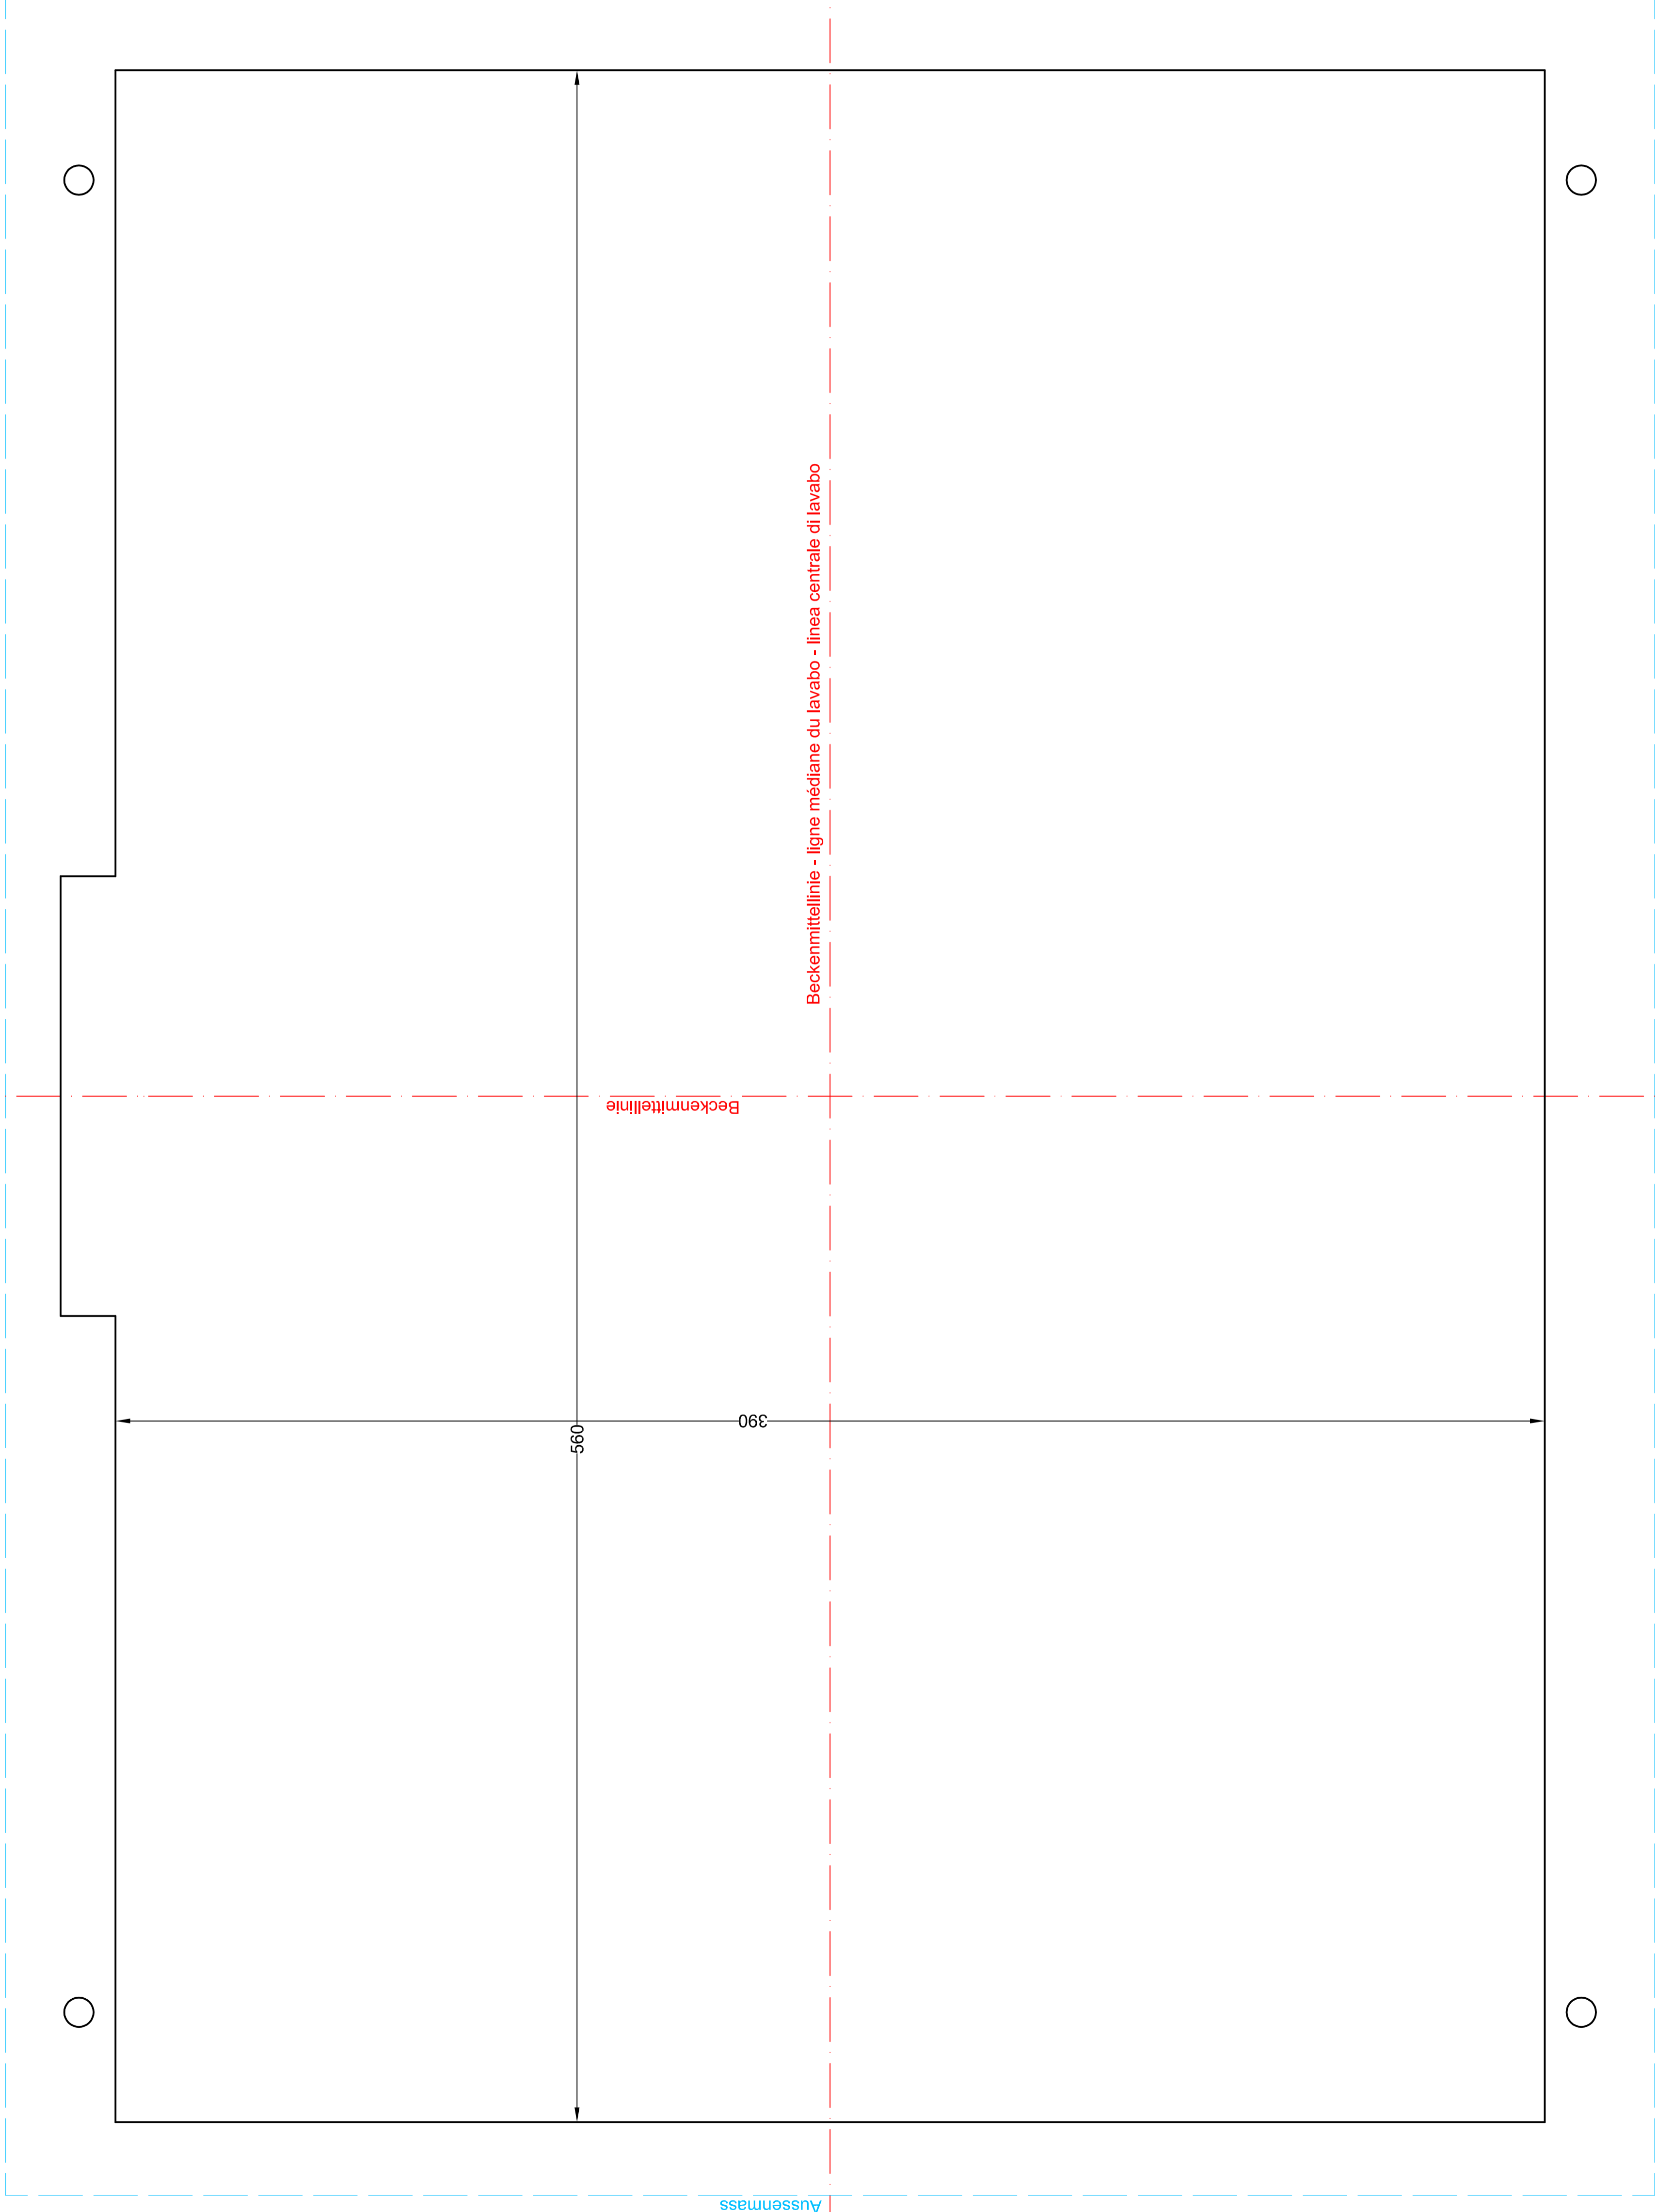 Beckenmittellinie - ligne médiane du lavabo - linea centrale di lavabo
Beckenmittellinie
390
560
Aussenmass